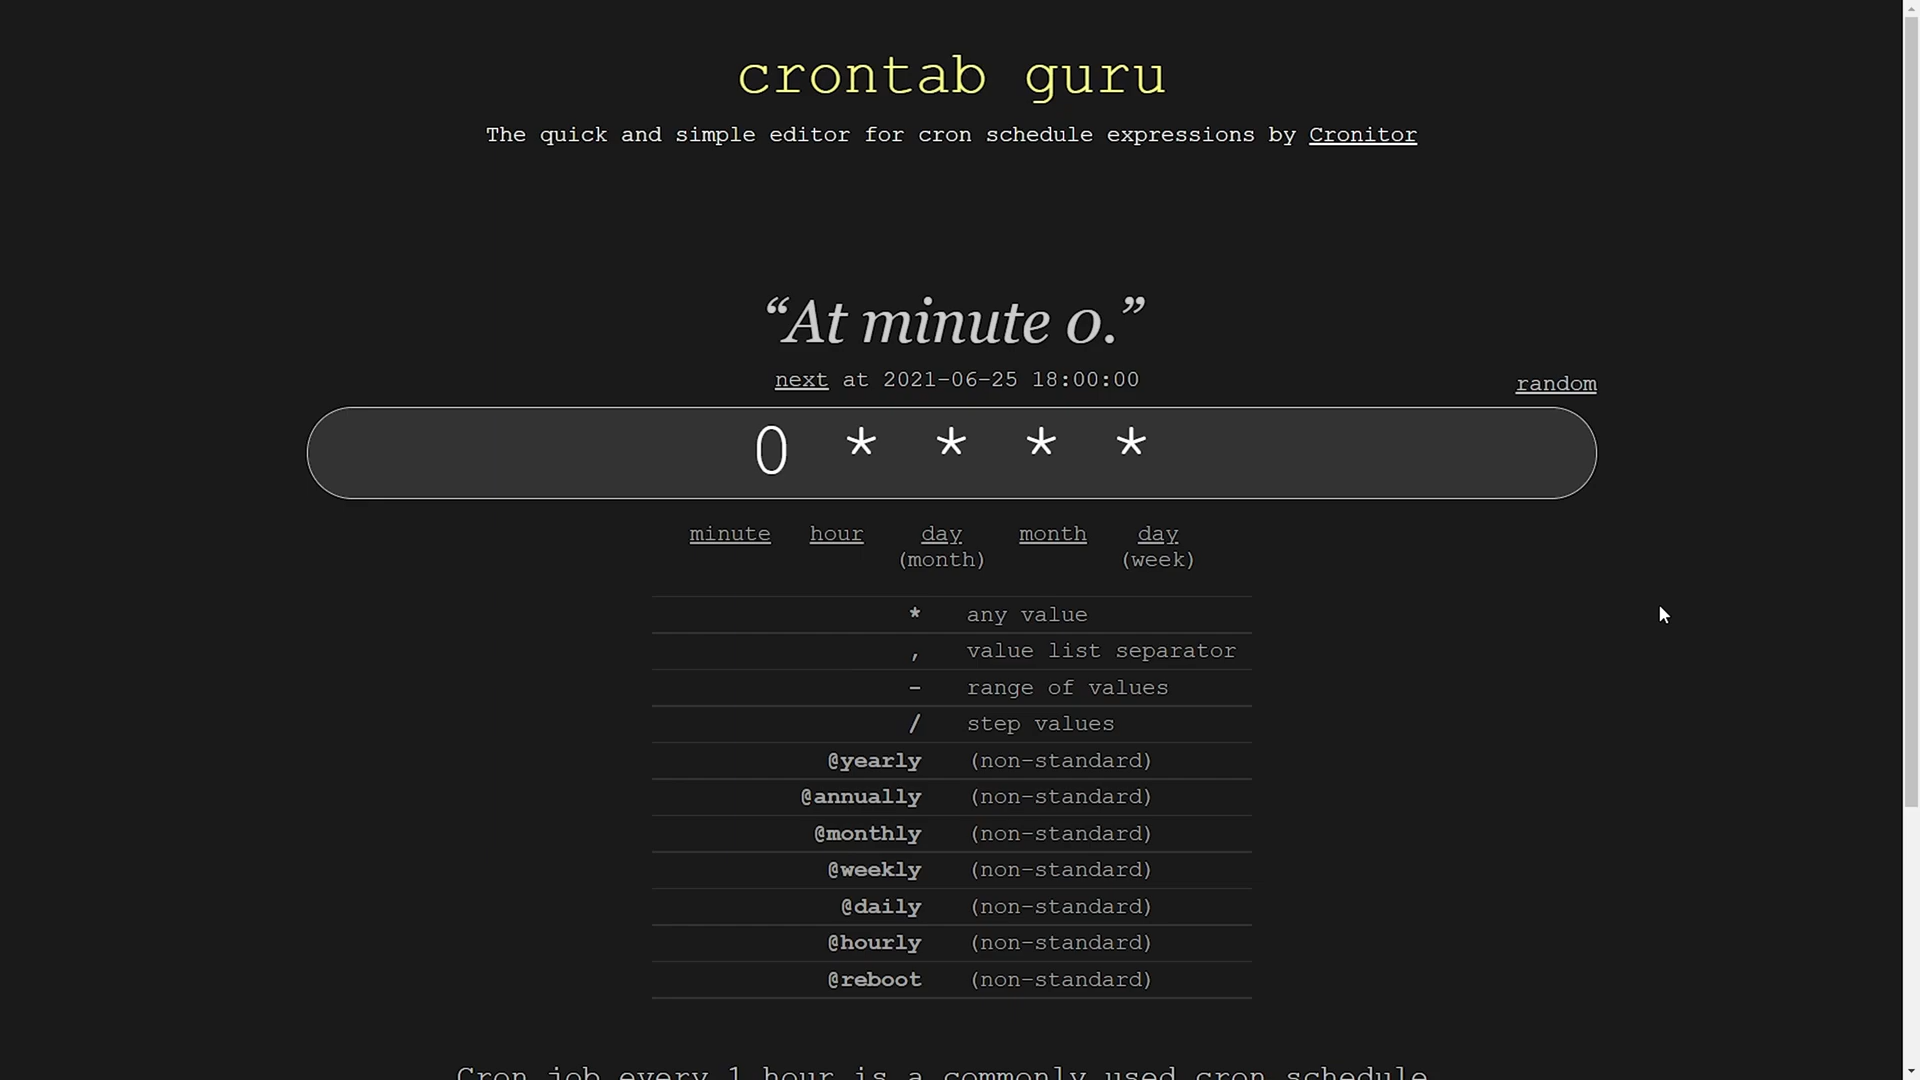 crontab guru
The quick and simple editor for cron schedule expressions by Cronitor
“At minute 0.”
next at 2021-06-25 18:00:00
random
0 * * * *
minute hour day month day
(month) (week)
* any value
, value list separator
- range of values
/ step values
@yearly (non-standard)
@annually (non-standard)
@monthly (non-standard)
@weekly (non-standard)
@daily (non-standard)
@hourly (non-standard)
@reboot (non-standard)
Cron job every 1 hour is a commonly used cron schedule